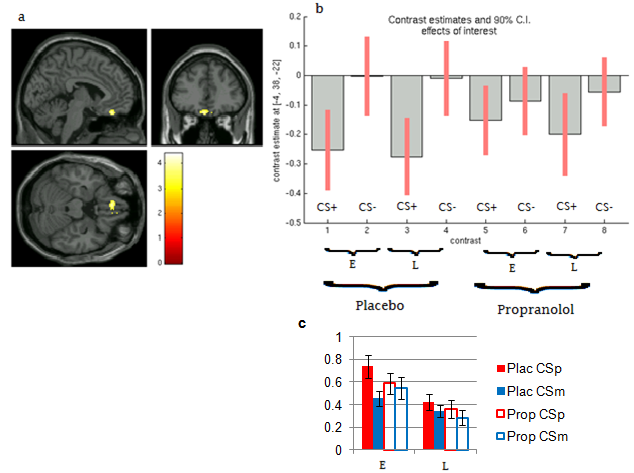 a
b
Contrast estimates and 90% C.I.
effects of interest
contrast estimate at [-4, 38, -22]
0.2
0.1
0
-0.1
-0.2
-0.3
-0.4
-0.5
CS+ CS- CS+ CS- CS+ CS- CS+ CS-
1 2 3 4 5 6 7 8
contrast
E L E L
Placebo Propranolol
4
3
2
1
0
c
1
0.8
0.6
0.4
0.2
0
E L
Plac CSp
Plac CSm
Prop CSp
Prop CSm